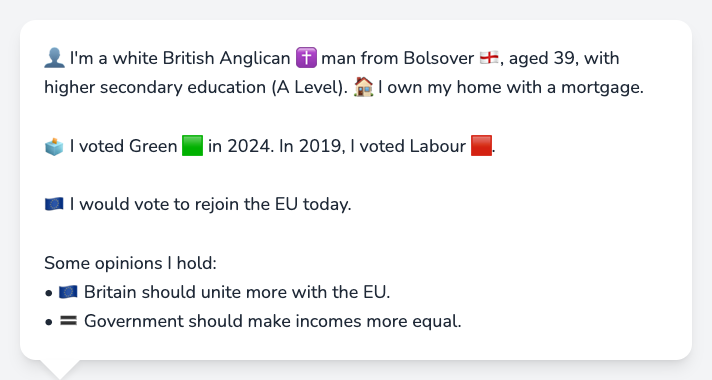 👤 I'm a white British Anglican ✝️ man from Bolsover 🏴󠁧󠁢󠁥󠁮󠁧󠁿, aged 39, with
higher secondary education (A Level). 🏠 I own my home with a mortgage.
🗳️ I voted Green 🟩 in 2024. In 2019, I voted Labour 🟥.
🇪🇺 I would vote to rejoin the EU today.
Some opinions I hold:
• 🇪🇺 Britain should unite more with the EU.
• 🟰 Government should make incomes more equal.